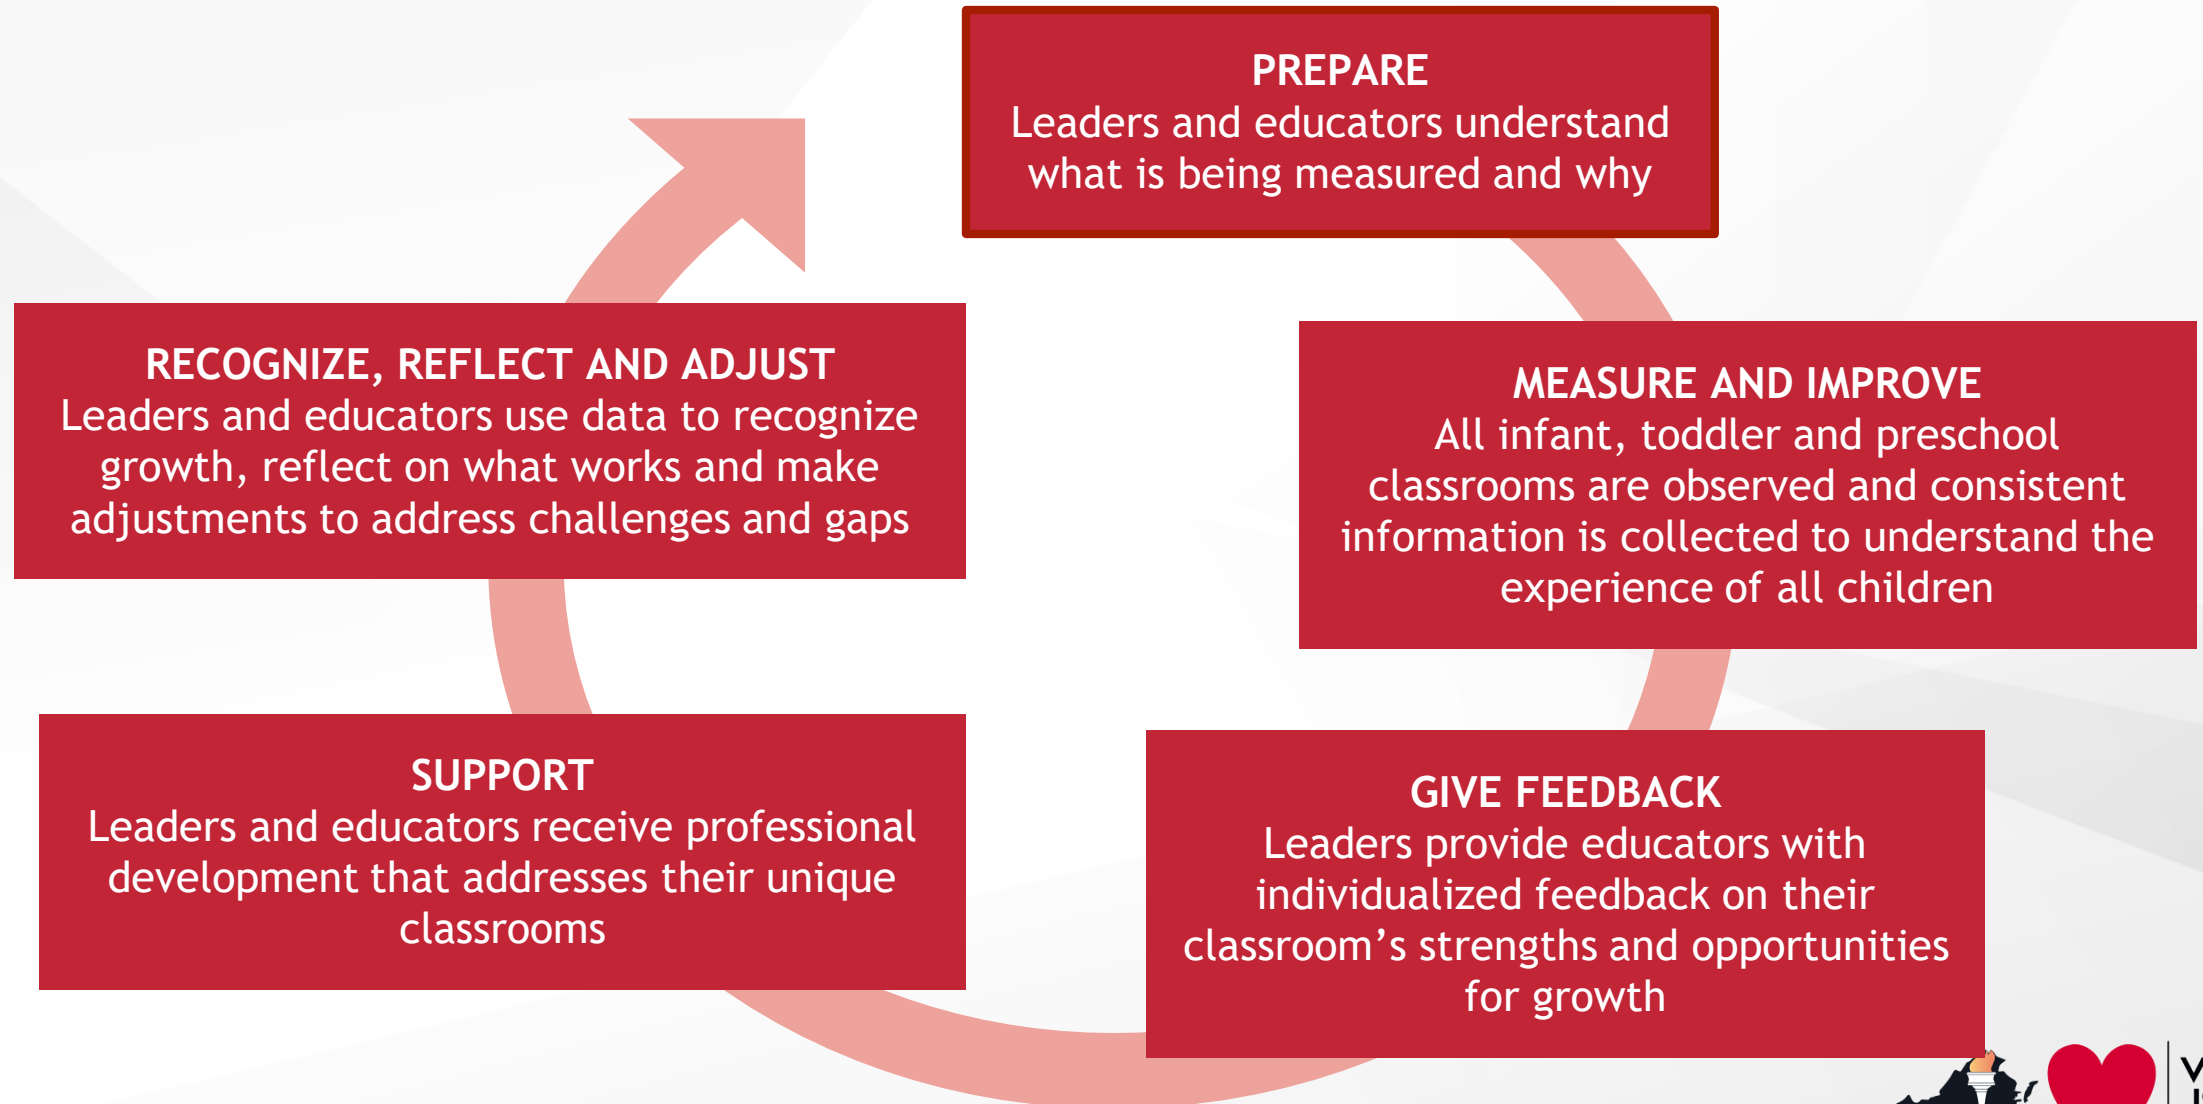 PREPARE
Leaders and educators understand
what is being measured and why
MEASURE AND IMPROVE
All infant, toddler and preschool
classrooms are observed and consistent
information is collected to understand the
experience of all children
GIVE FEEDBACK
Leaders provide educators with
individualized feedback on their
classroom’s strengths and opportunities
for growth
SUPPORT
Leaders and educators receive professional
development that addresses their unique
classrooms
RECOGNIZE, REFLECT AND ADJUST
Leaders and educators use data to recognize
growth, reflect on what works and make
adjustments to address challenges and gaps